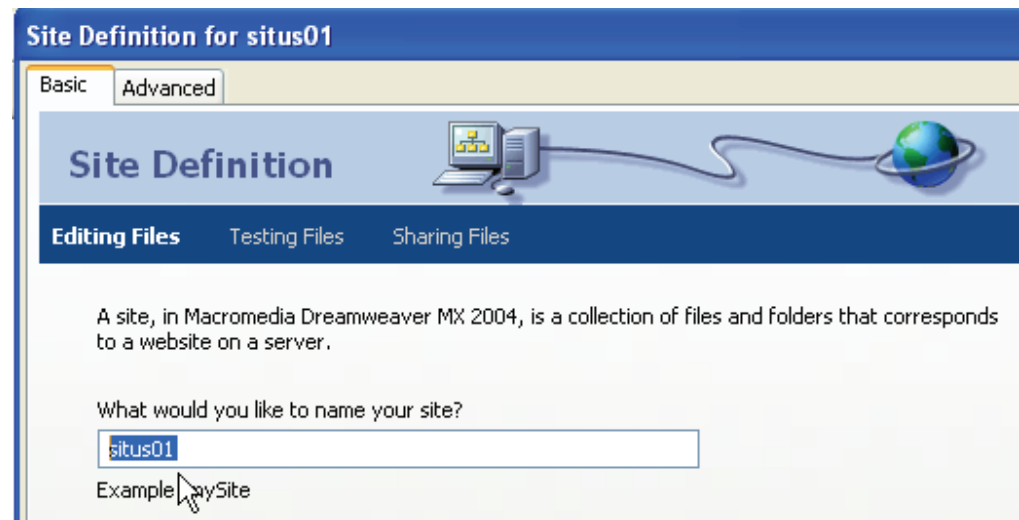 Site Definition for situs01
Basic Advanced
Site Definition
Editing Files Testing Files Sharing Files
A site, in Macromedia Dreamweaver MX 2004, is a collection of files and folders that corresponds
to a website on a server.
What would you like to name your site?
situs01
Example: mySite